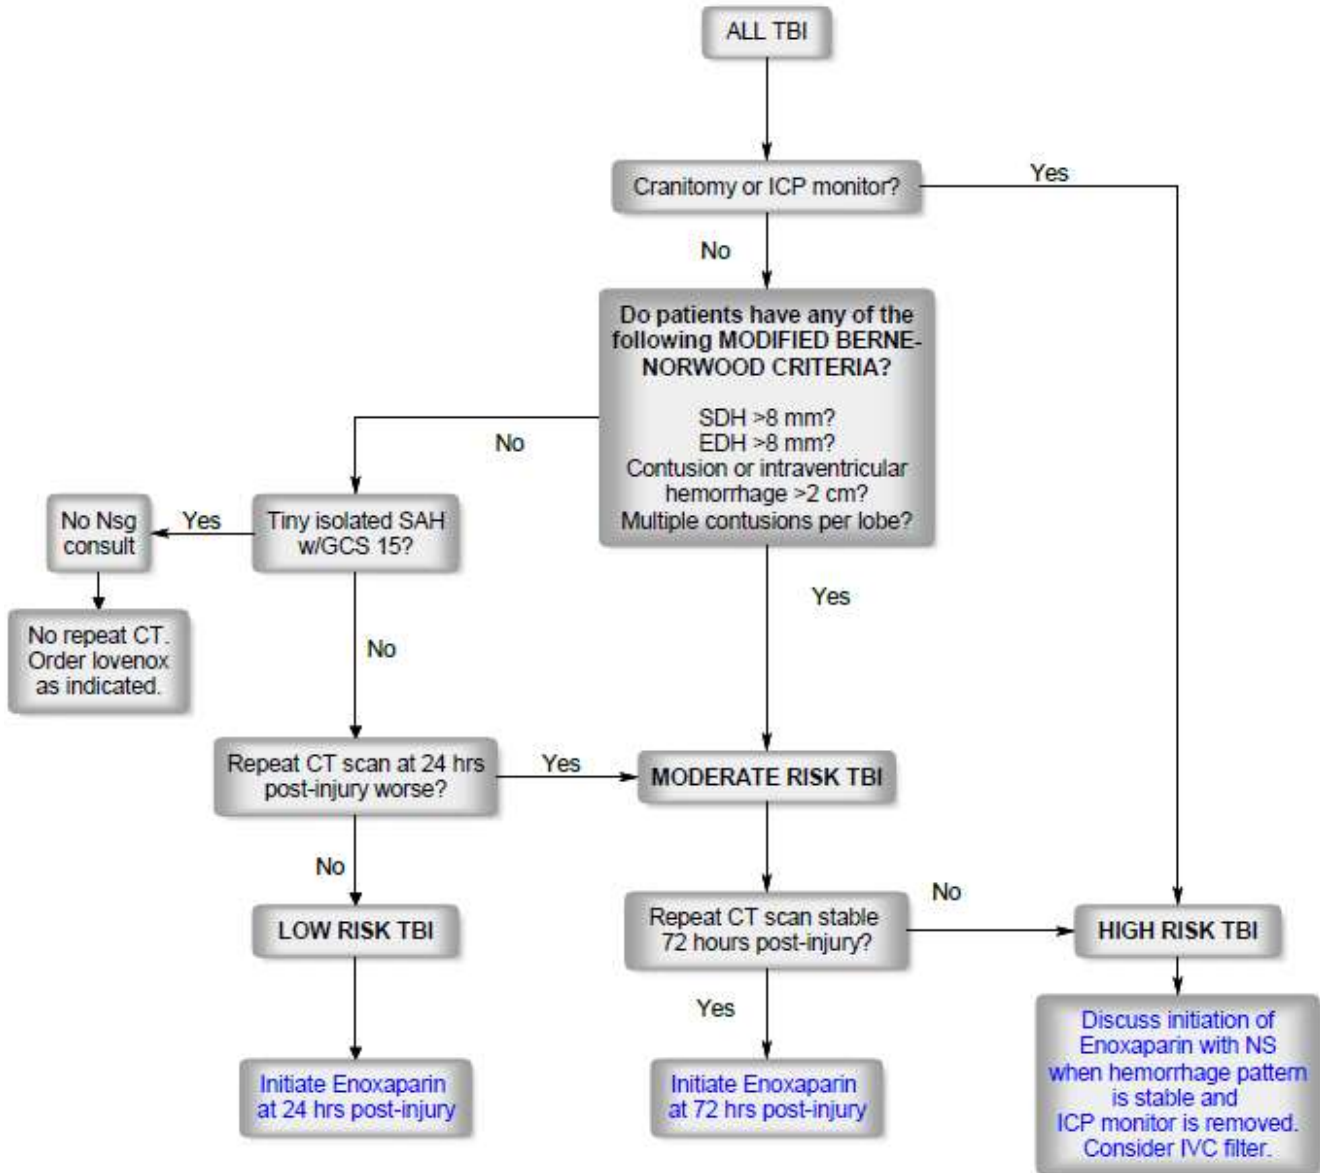 ALL TBI
Cranitomy or ICP monitor?
Yes
No
Do patients have any of the
following MODIFIED BERNE-
NORWOOD CRITERIA?
SDH >8 mm?
EDH >8 mm?
Contusion or intraventricular
hemorrhage >2 cm?
Multiple contusions per lobe?
No
Yes
Tiny isolated SAH
w/GCS 15?
Yes
No Nsg
consult
No repeat CT.
Order lovenox
as indicated.
No
Repeat CT scan at 24 hrs
post-injury worse?
Yes
MODERATE RISK TBI
No
LOW RISK TBI
Initiate Enoxaparin
at 24 hrs post-injury
Repeat CT scan stable
72 hours post-injury?
No
Yes
Initiate Enoxaparin
at 72 hrs post-injury
HIGH RISK TBI
Discuss initiation of
Enoxaparin with NS
when hemorrhage pattern
is stable and
ICP monitor is removed.
Consider IVC filter.